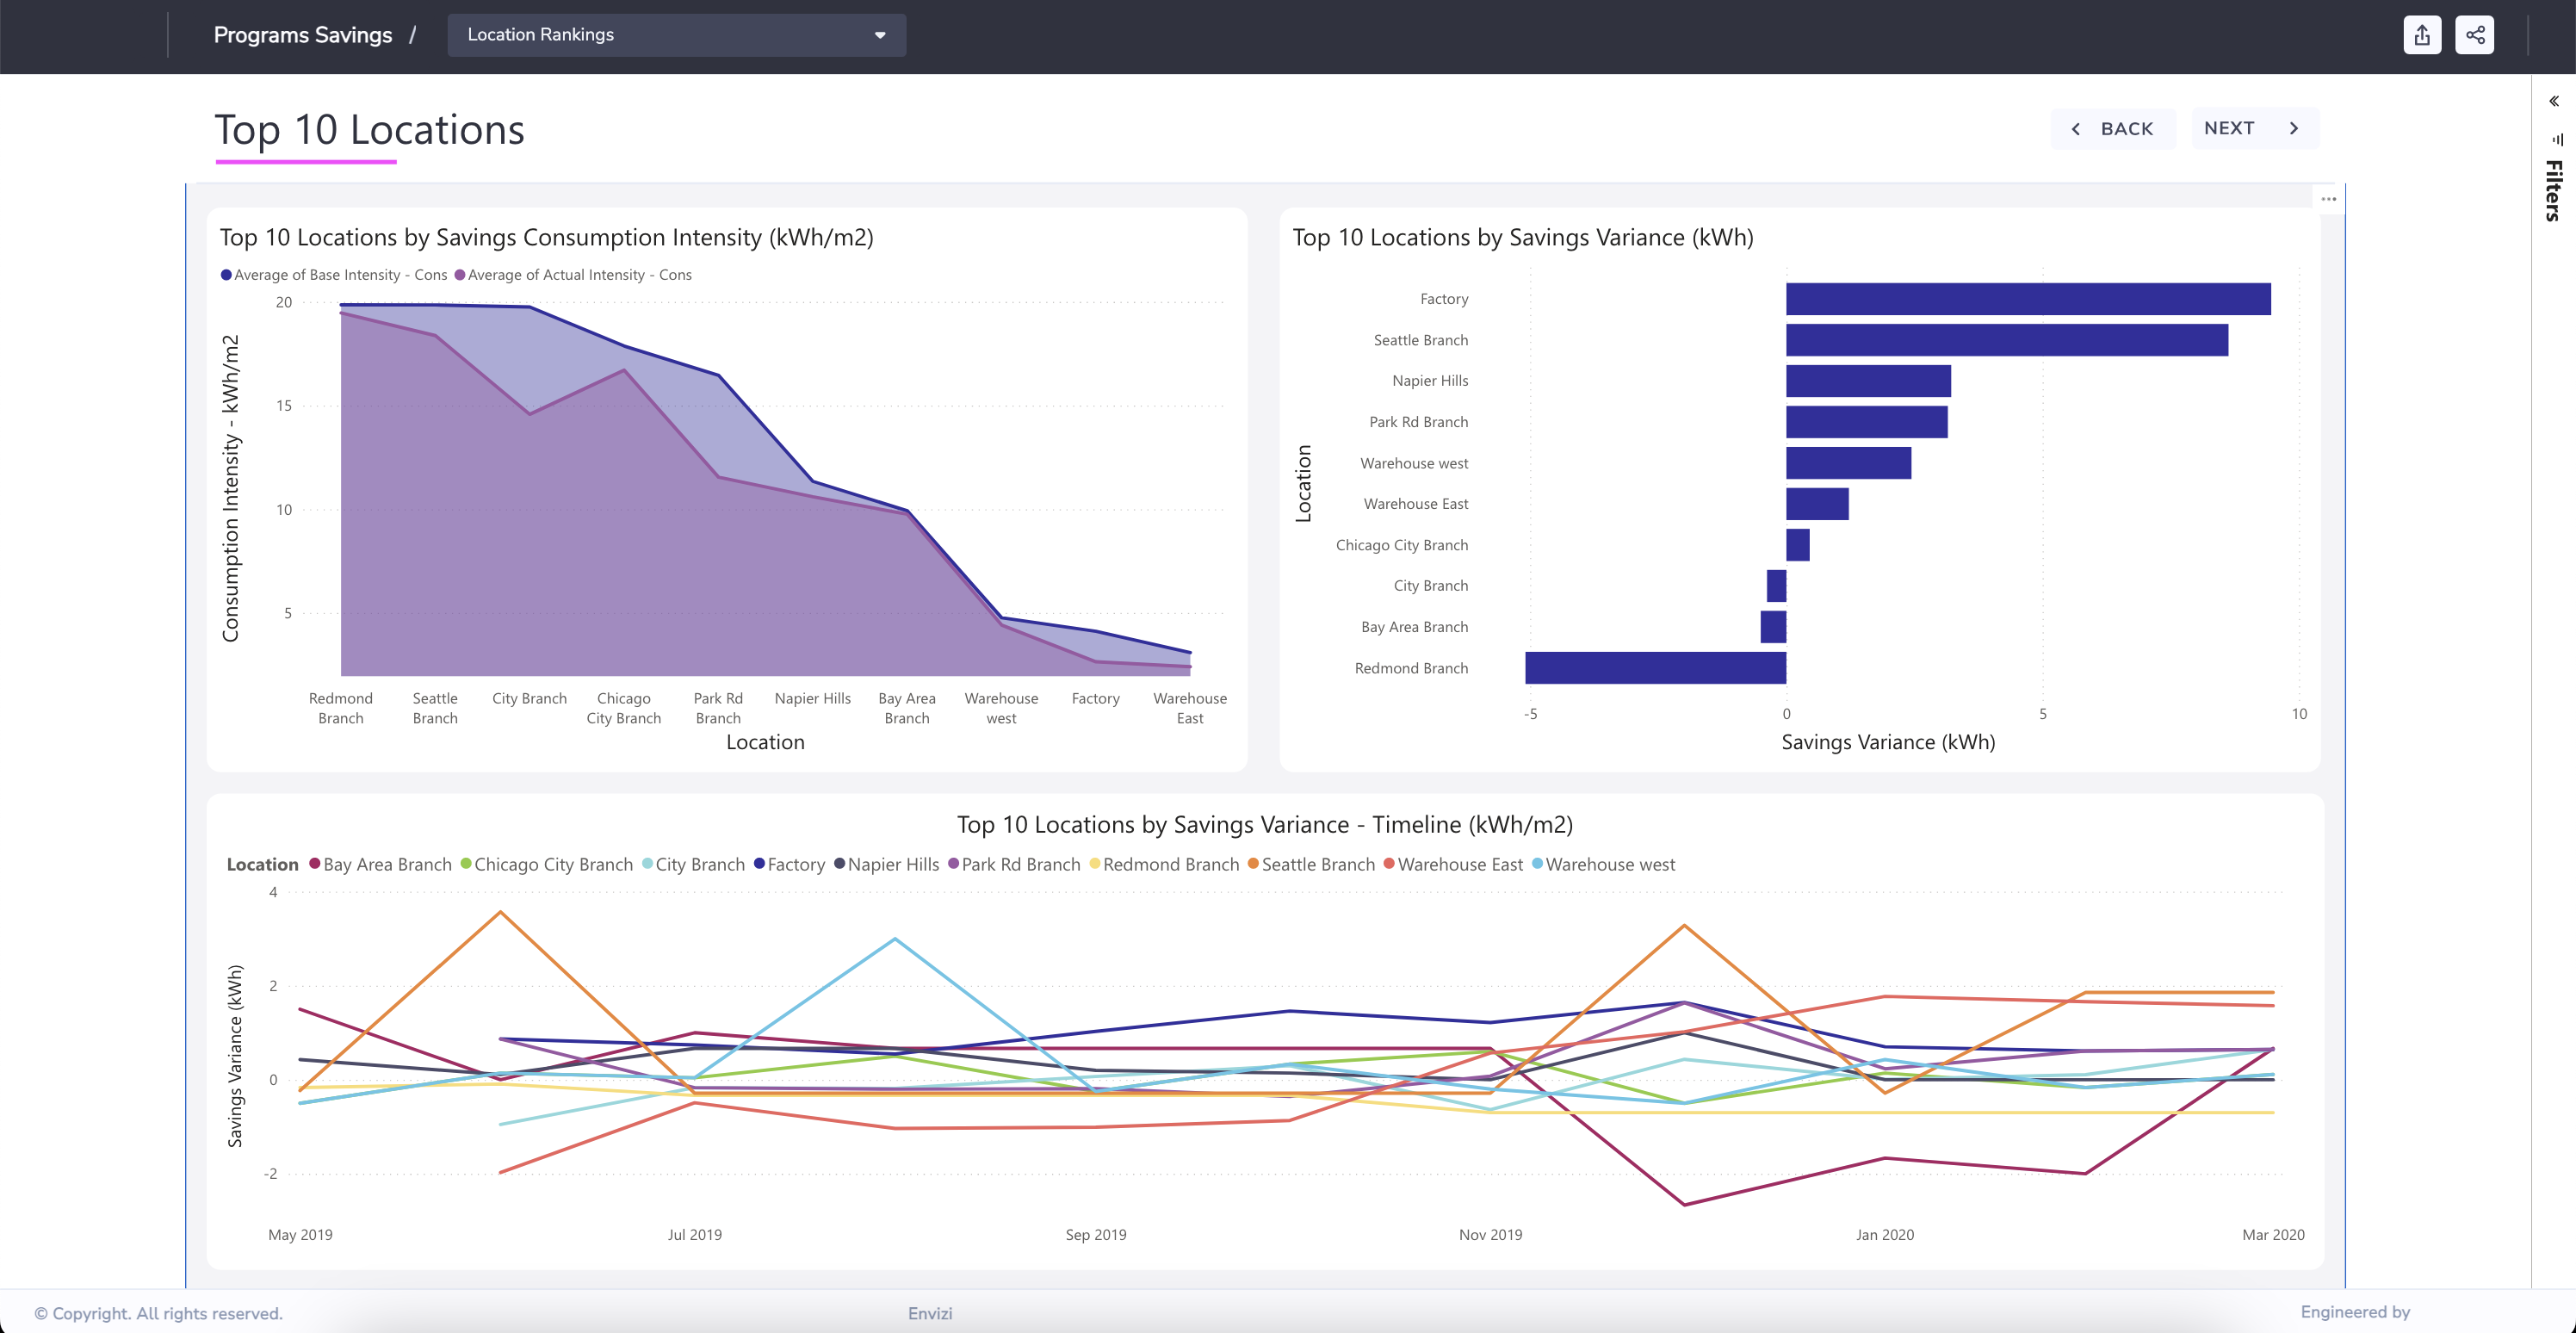 Programs Savings /
Location Rankings
Top 10 Locations
BACK
NEXT
Filters
Top 10 Locations by Savings Consumption Intensity (kWh/m2)
Average of Base Intensity - Cons Average of Actual Intensity - Cons
Consumption Intensity - kWh/m2
20
15
10
5
Redmond Branch
Seattle Branch
City Branch
Chicago City Branch
Park Rd Branch
Napier Hills
Bay Area Branch
Warehouse west
Factory
Warehouse East
Location
Top 10 Locations by Savings Variance (kWh)
Location
Factory
Seattle Branch
Napier Hills
Park Rd Branch
Warehouse west
Warehouse East
Chicago City Branch
City Branch
Bay Area Branch
Redmond Branch
-5 0 5 10
Savings Variance (kWh)
Top 10 Locations by Savings Variance - Timeline (kWh/m2)
Location Bay Area Branch Chicago City Branch City Branch Factory Napier Hills Park Rd Branch Redmond Branch Seattle Branch Warehouse East Warehouse west
Savings Variance (kWh)
4
2
0
-2
May 2019 Jul 2019 Sep 2019 Nov 2019 Jan 2020 Mar 2020
© Copyright. All rights reserved.
Envizi
Engineered by